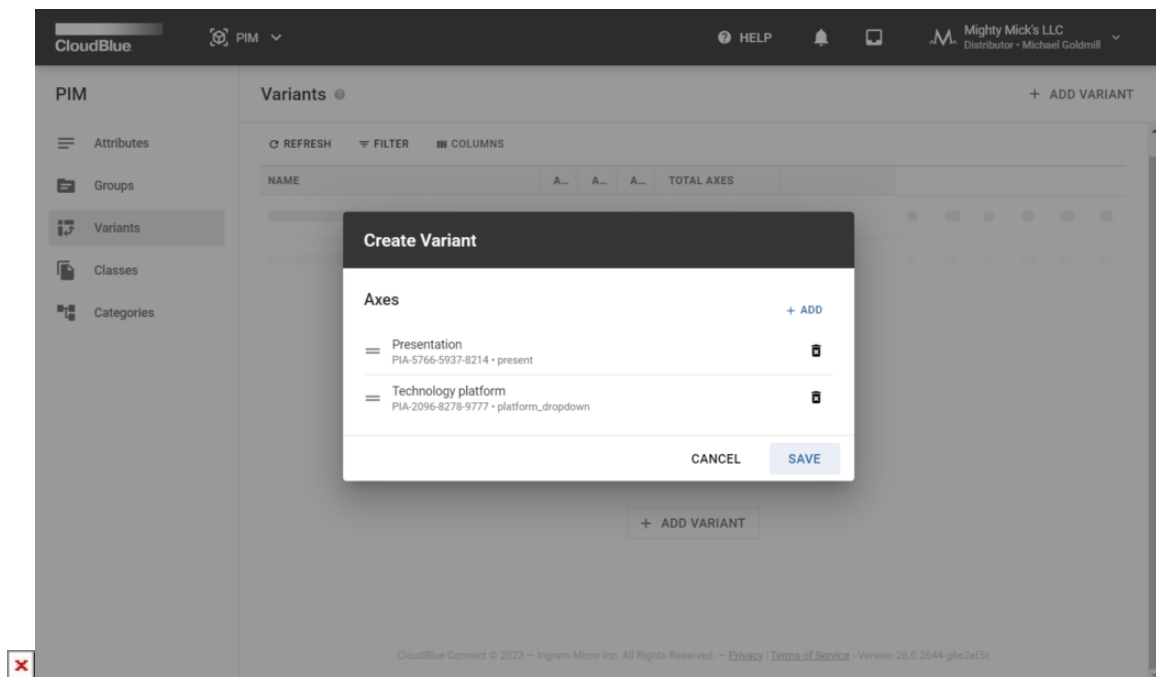 CloudBlue
PIM
HELP
Mighty Mick's LLC
Distributor • Michael Goldmill
PIM
Variants
+ ADD VARIANT
Attributes
Groups
Variants
Classes
Categories
REFRESH FILTER COLUMNS
NAME A... A... A... TOTAL AXES
Create Variant
Axes
+ ADD
Presentation
PIA-5766-5937-8214 • present
Technology platform
PIA-2096-8278-9777 • platform_dropdown
CANCEL SAVE
+ ADD VARIANT
CloudBlue Connect © 2023 — Ingram Micro Inc. All Rights Reserved. — Privacy | Terms of Service - Version 26.0.2644-g6e2af5c